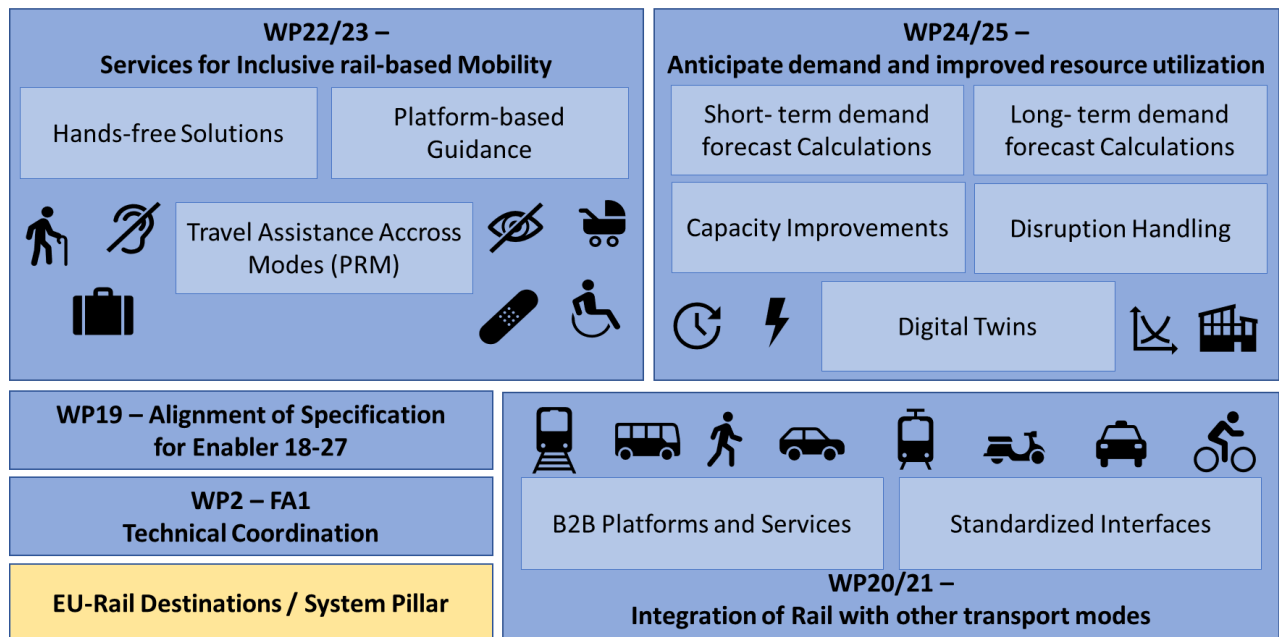 WP22/23 –
Services for Inclusive rail-based Mobility
Hands-free Solutions
Platform-based
Guidance
Travel Assistance Accross
Modes (PRM)
WP24/25 –
Anticipate demand and improved resource utilization
Short- term demand
forecast Calculations
Long- term demand
forecast Calculations
Capacity Improvements
Disruption Handling
Digital Twins
WP19 – Alignment of Specification
for Enabler 18-27
WP2 – FA1
Technical Coordination
EU-Rail Destinations / System Pillar
B2B Platforms and Services
Standardized Interfaces
WP20/21 –
Integration of Rail with other transport modes